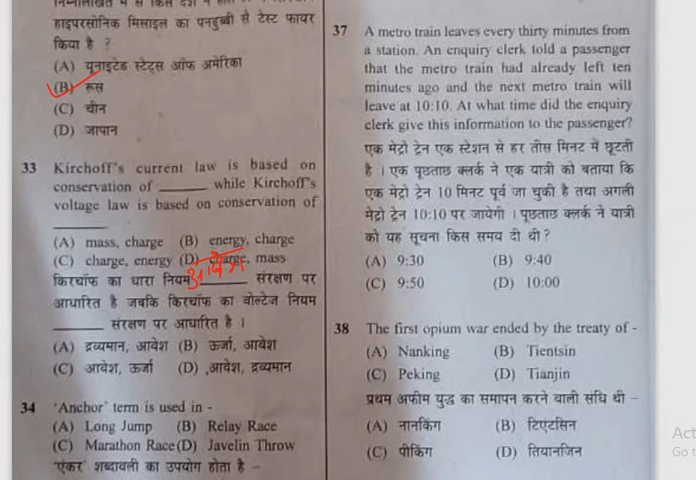 निम्नलिखित में से किस देश ने हाल
हाइपरसोनिक मिसाइल का पनडुब्बी से टेस्ट फायर
किया है ?
(A) यूनाइटेड स्टेट्स ऑफ अमेरिका
(B) रूस
(C) चीन
(D) जापान
33 Kirchoff's current law is based on
conservation of ______ while Kirchoff's
voltage law is based on conservation of
______
(A) mass, charge (B) energy, charge
(C) charge, energy (D) charge, mass
आवेश
किरचॉफ का धारा नियम ______ संरक्षण पर
आधारित है जबकि किरचॉफ का वोल्टेज नियम
______ संरक्षण पर आधारित है ।
(A) द्रव्यमान, आवेश (B) ऊर्जा, आवेश
(C) आवेश, ऊर्जा (D) आवेश, द्रव्यमान
34 'Anchor' term is used in -
(A) Long Jump (B) Relay Race
(C) Marathon Race (D) Javelin Throw
'एंकर' शब्दावली का उपयोग होता है –
37 A metro train leaves every thirty minutes from
a station. An enquiry clerk told a passenger
that the metro train had already left ten
minutes ago and the next metro train will
leave at 10:10. At what time did the enquiry
clerk give this information to the passenger?
एक मेट्रो ट्रेन एक स्टेशन से हर तीस मिनट में छूटती
है । एक पूछताछ क्लर्क ने एक यात्री को बताया कि
एक मेट्रो ट्रेन 10 मिनट पूर्व जा चुकी है तथा अगली
मेट्रो ट्रेन 10:10 पर जायेगी । पूछताछ क्लर्क ने यात्री
को यह सूचना किस समय दी थी ?
(A) 9:30 (B) 9:40
(C) 9:50 (D) 10:00
38 The first opium war ended by the treaty of -
(A) Nanking (B) Tientsin
(C) Peking (D) Tianjin
प्रथम अफीम युद्ध का समापन करने वाली संधि थी –
(A) नानकिंग (B) टिएंटसिन
(C) पीकिंग (D) तियानजिन
Act
Go t